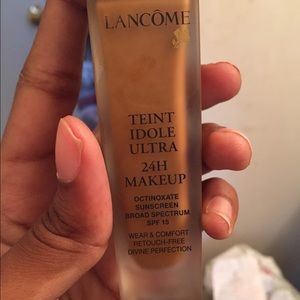 LANCÔME
TEINT
IDOLE
ULTRA
24H
MAKEUP
OCTINOXATE
SUNSCREEN
BROAD SPECTRUM
SPF 15
WEAR & COMFORT
RETOUCH-FREE
DIVINE PERFECTION